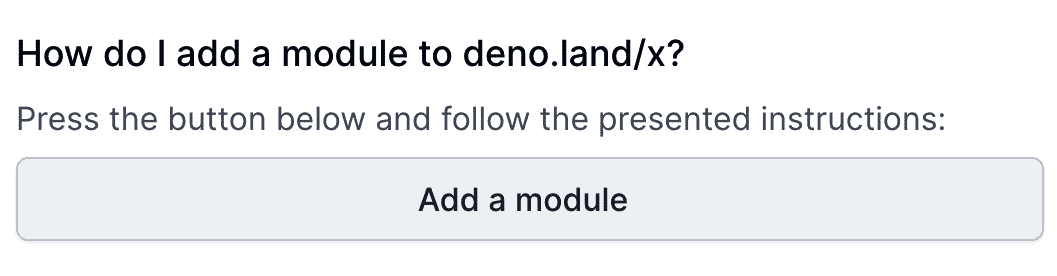 How do I add a module to deno.land/x?
Press the button below and follow the presented instructions:
Add a module